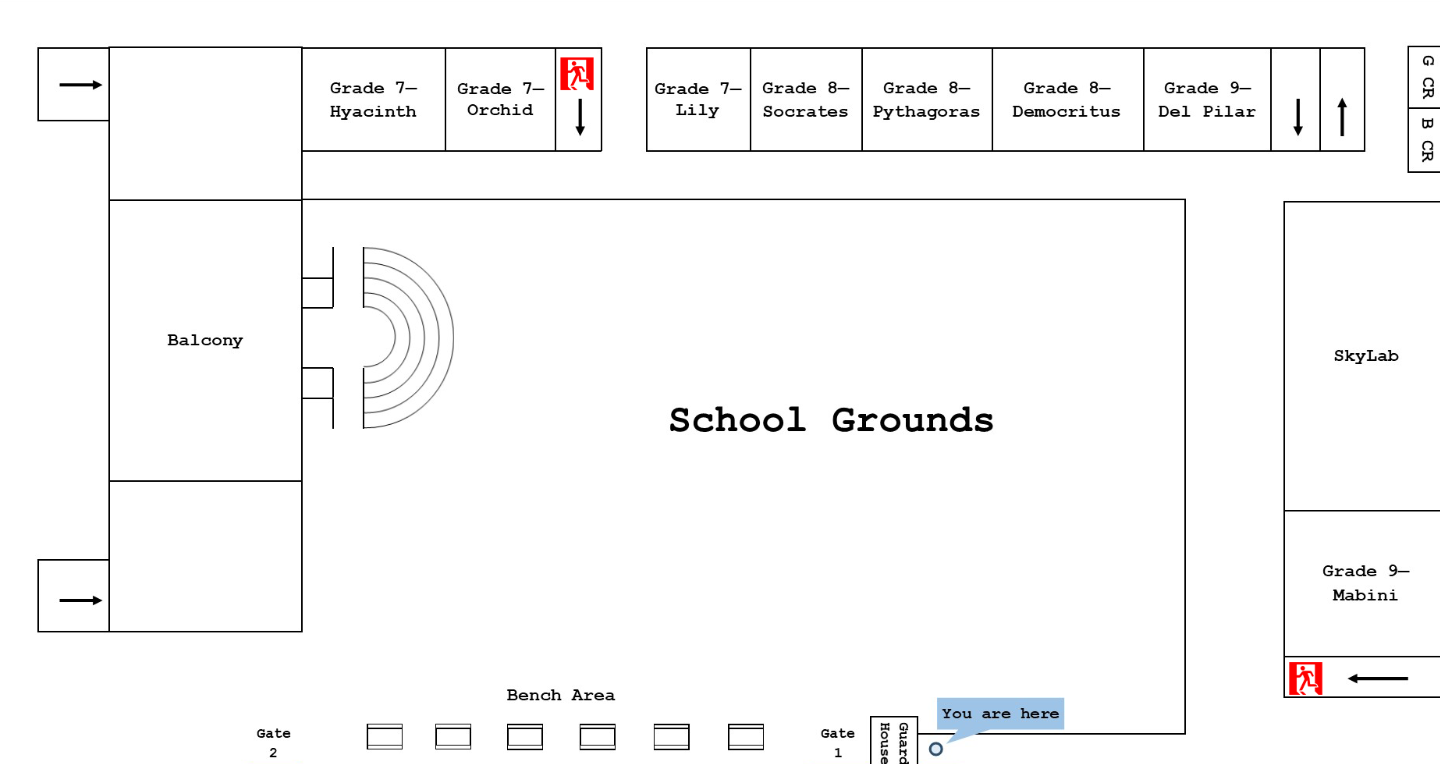 Grade 7—
Hyacinth
Grade 7—
Orchid
Grade 7—
Lily
Grade 8—
Socrates
Grade 8—
Pythagoras
Grade 8—
Democritus
Grade 9—
Del Pilar
G CR
B CR
Balcony
School Grounds
SkyLab
Grade 9—
Mabini
Bench Area
You are here
Gate
2
Gate
1
Guard
House